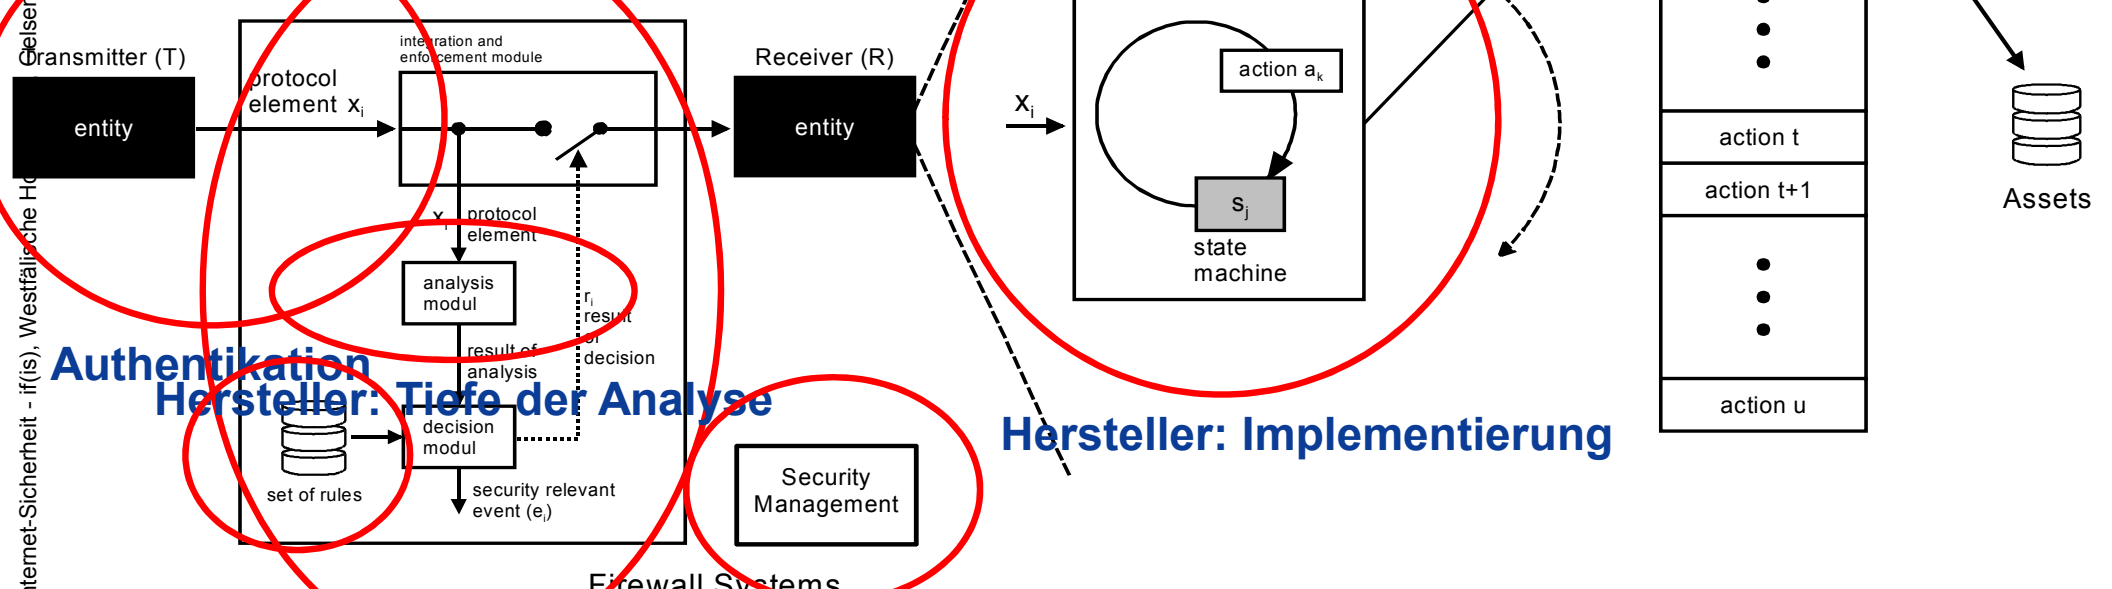 nternet-Sicherheit - if(is), Westfälische Ho
Gelsen
Transmitter (T)
entity
protocol
element xi
integration and
enforcement module
Receiver (R)
entity
xi
protocol
element
analysis
modul
ri
result
of
decision
result of
analysis
Authentikation
Hersteller: Tiefe der Analyse
decision
modul
set of rules
security relevant
event (ei)
Security
Management
Firewall Systems
xi
action ak
sj
state
machine
Hersteller: Implementierung
action t
action t+1
action u
Assets